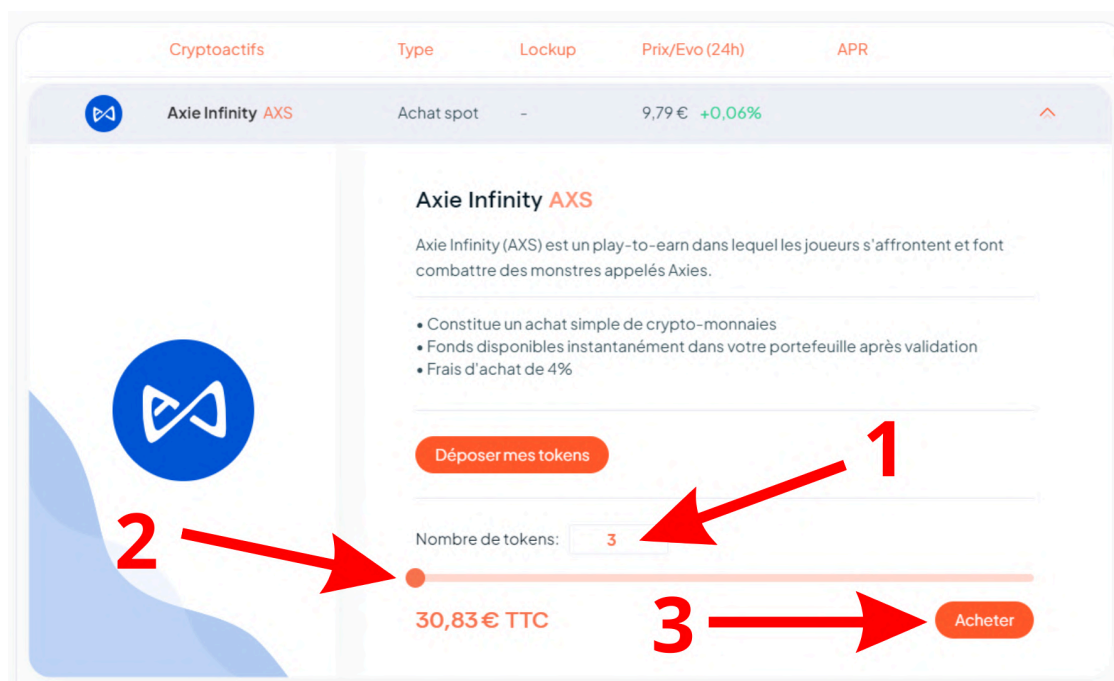 Cryptoactifs Type Lockup Prix/Evo (24h) APR
Axie Infinity AXS Achat spot - 9,79 € +0,06%
Axie Infinity AXS
Axie Infinity (AXS) est un play-to-earn dans lequel les joueurs s'affrontent et font
combattre des monstres appelés Axies.
• Constitue un achat simple de crypto-monnaies
• Fonds disponibles instantanément dans votre portefeuille après validation
• Frais d'achat de 4%
1
Déposer mes tokens
2
Nombre de tokens: 3
30,83 € TTC
3
Acheter